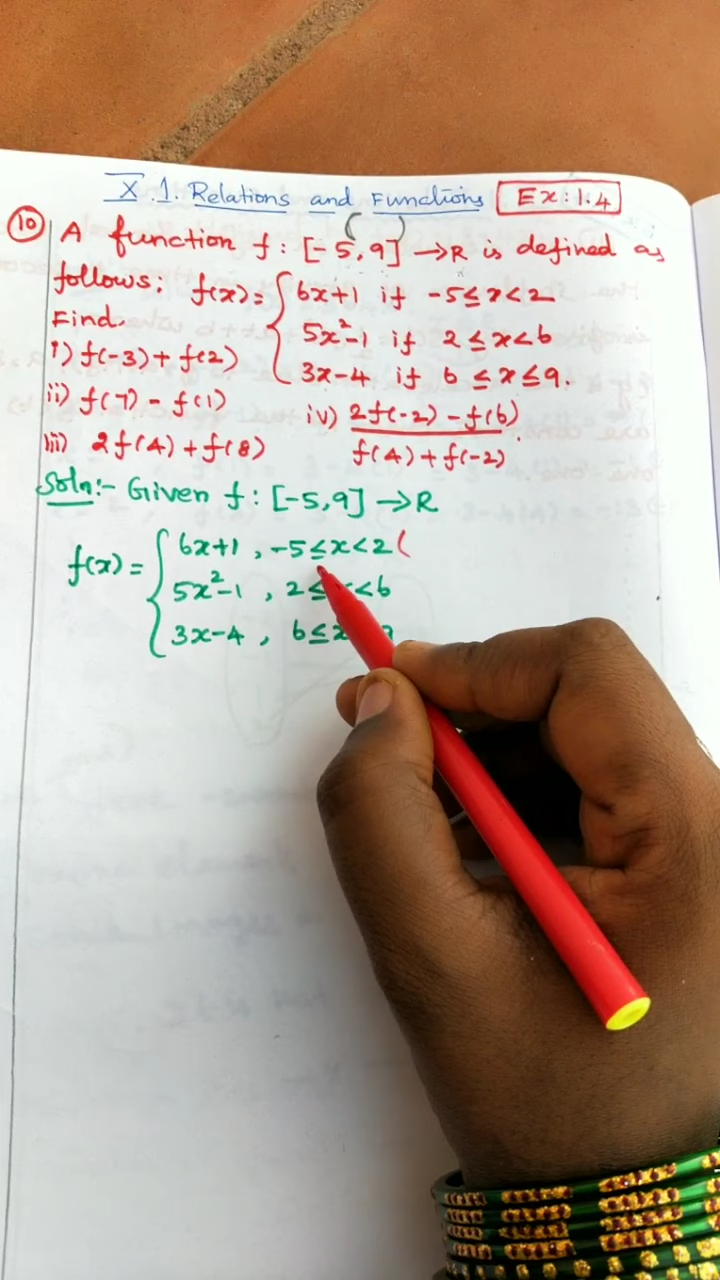 X.1. Relations and Functions Ex:1.4
10 A function f : [-5, 9] → R is defined as
follows: f(x) = { 6x+1 if -5≤x<2
Find. 5x²-1 if 2≤x<6
i) f(-3) + f(2) 3x-4 if 6≤x≤9.
ii) f(7) - f(1) iv) 2f(-2) - f(6)
iii) 2f(4) + f(8) f(4) + f(-2) .
Soln:- Given f : [-5,9] → R
f(x) = { 6x+1 , -5≤x<2 (
5x²-1 , 2≤ <6
3x-4 , 6≤x